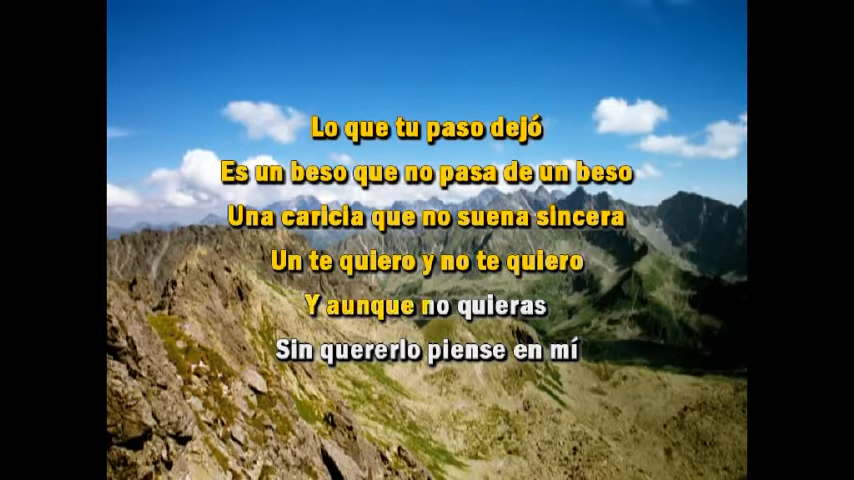 Lo que tu paso dejó
Es un beso que no pasa de un beso
Una caricia que no suena sincera
Un te quiero y no te quiero
Y aunque no quieras
Sin quererlo piense en mí